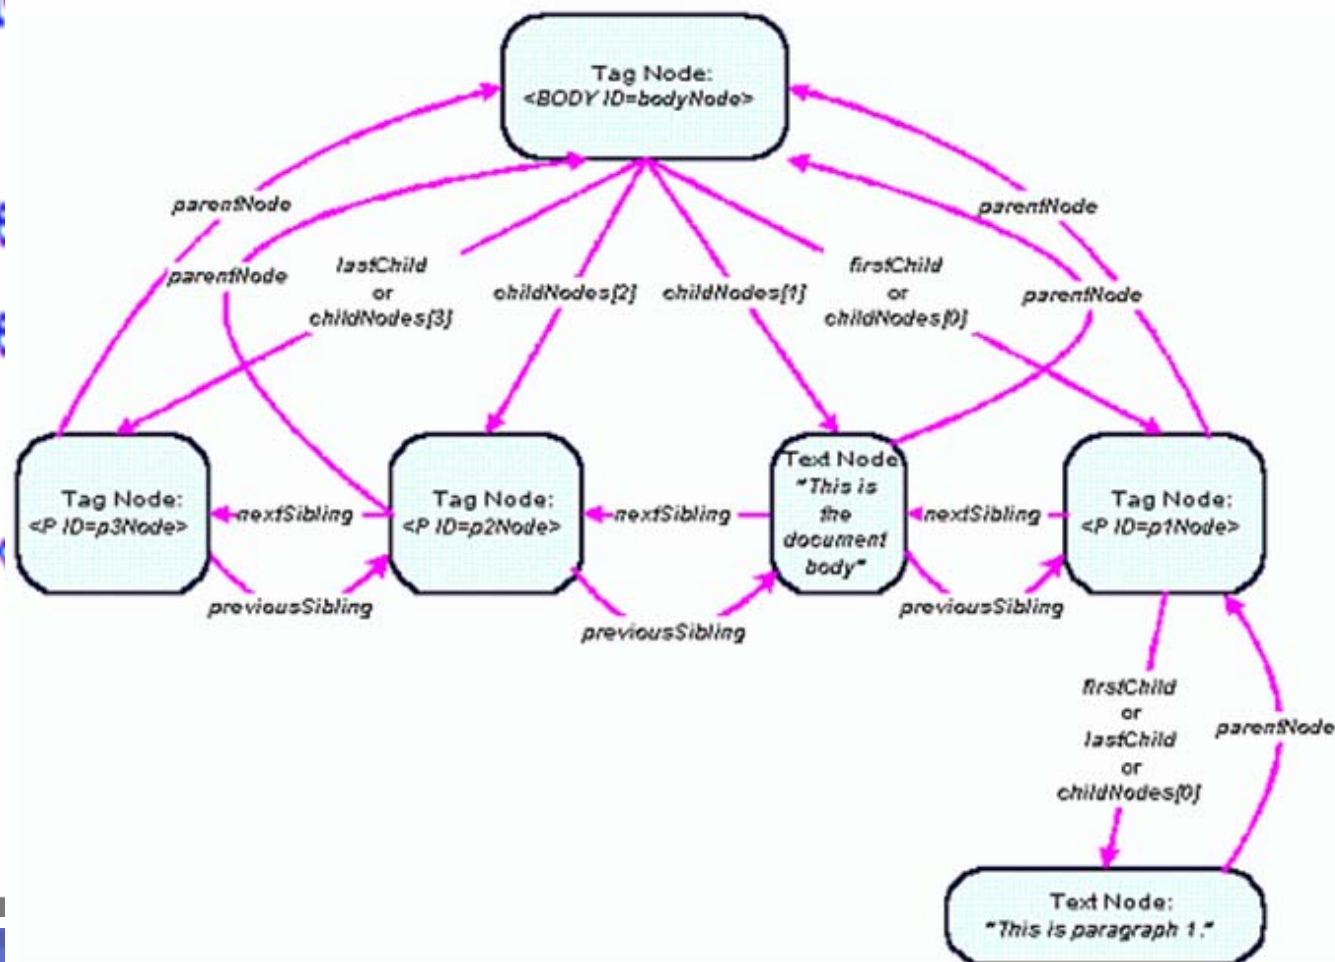 Tag Node:
<BODY ID=bodyNode>
parentNode
parentNode
parentNode
lastChild
or
childNodes[3]
childNodes[2]
childNodes[1]
firstChild
or
childNodes[0]
parentNode
Tag Node:
<P ID=p3Node>
nextSibling
Tag Node:
<P ID=p2Node>
nextSibling
Text Node
"This is
the
document
body"
nextSibling
Tag Node:
<P ID=p1Node>
previousSibling
previousSibling
previousSibling
firstChild
or
lastChild
or
childNodes[0]
parentNode
Text Node:
"This is paragraph 1."